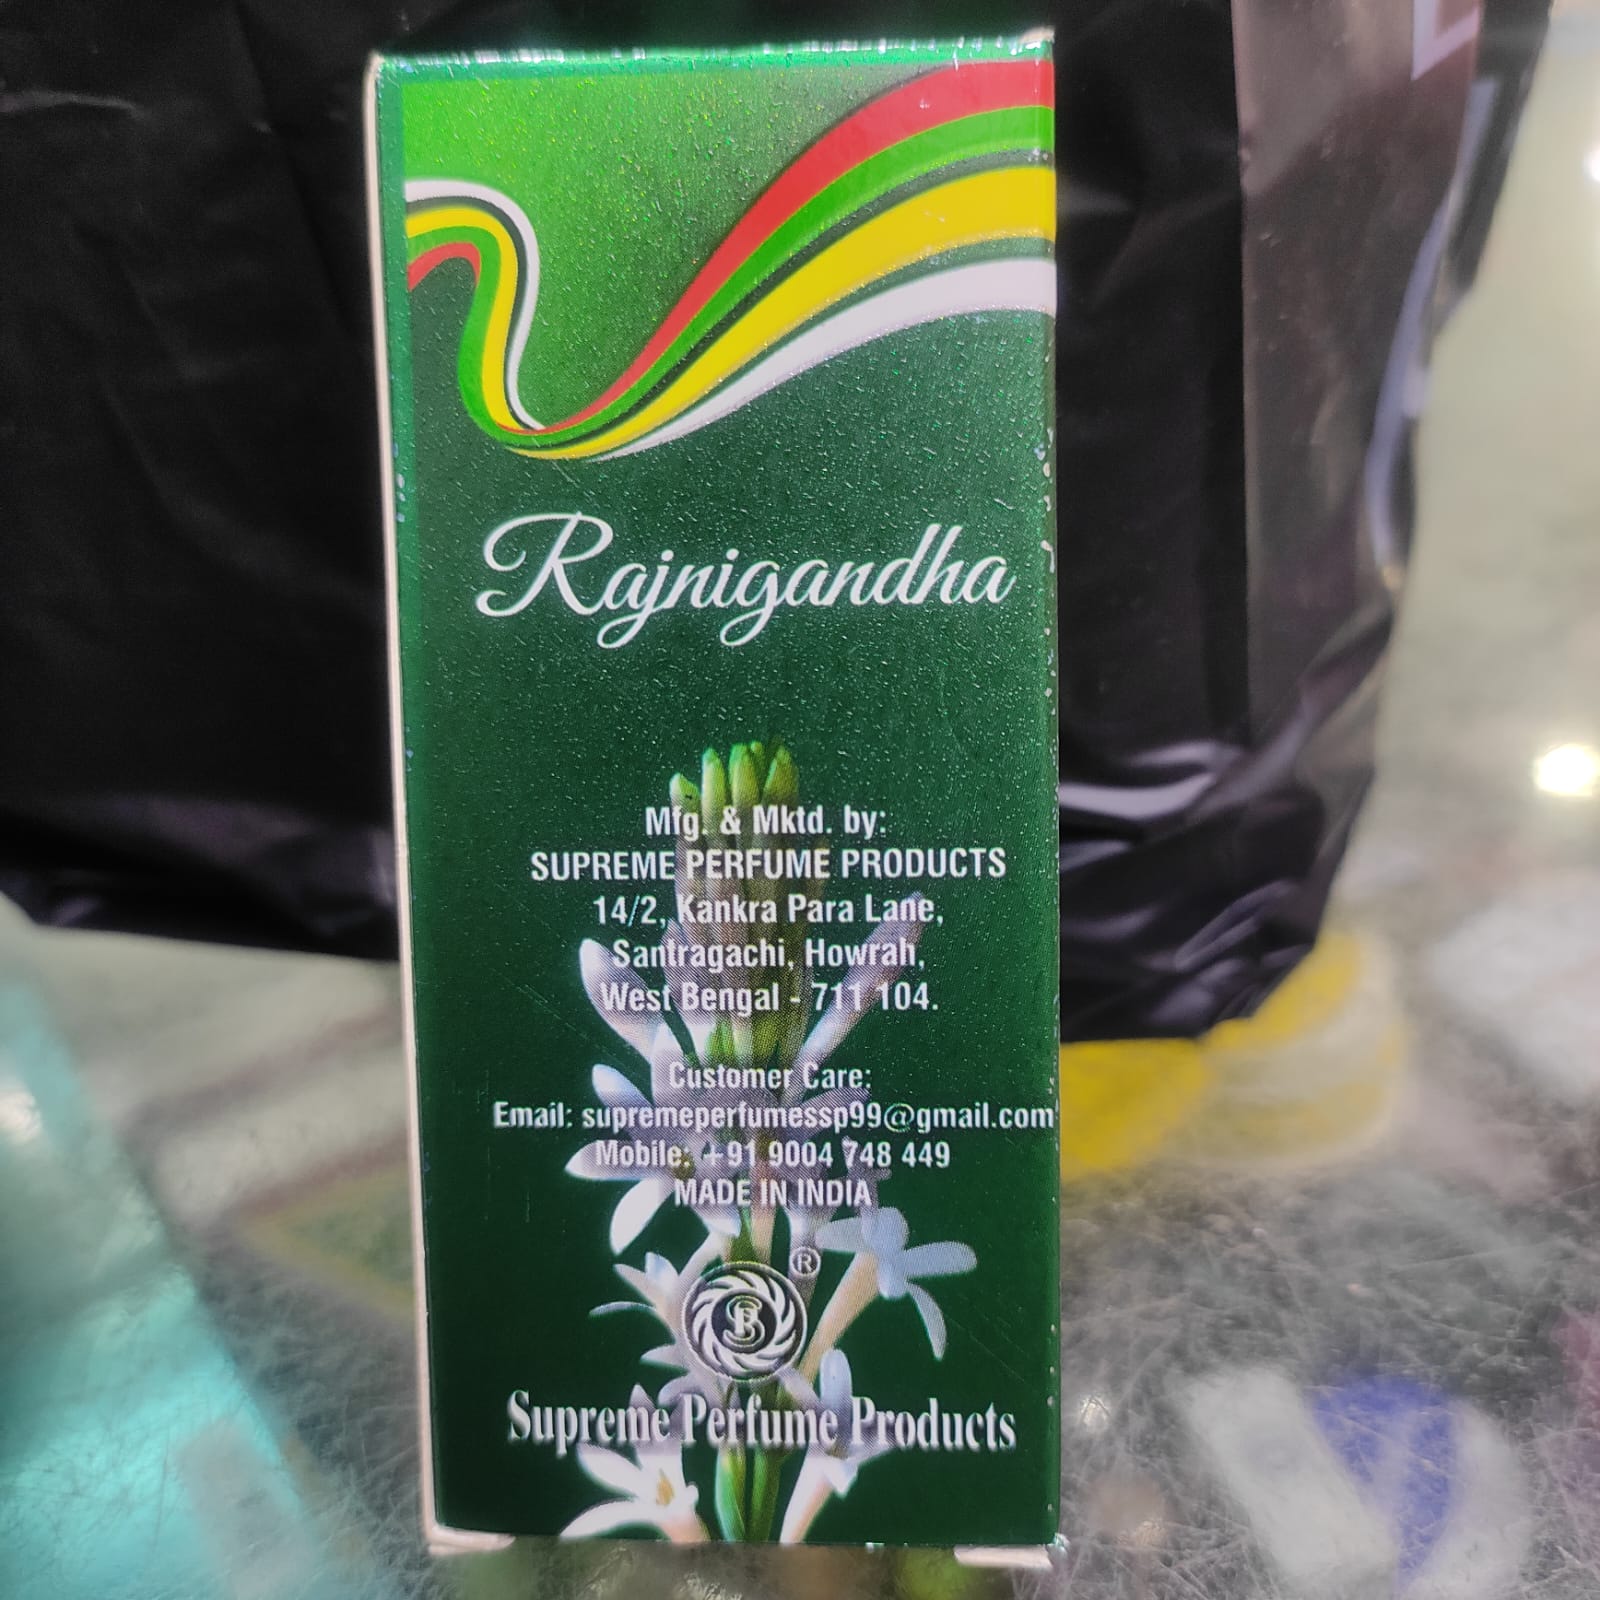 Rajnigandha
Mfg. & Mktd. by:
SUPREME PERFUME PRODUCTS
14/2, Kankra Para Lane,
Santragachi, Howrah,
West Bengal - 711 104.
Customer Care:
Email: supremeperfumessp99@gmail.com
Mobile: +91 9004 748 449
MADE IN INDIA
®
Supreme Perfume Products